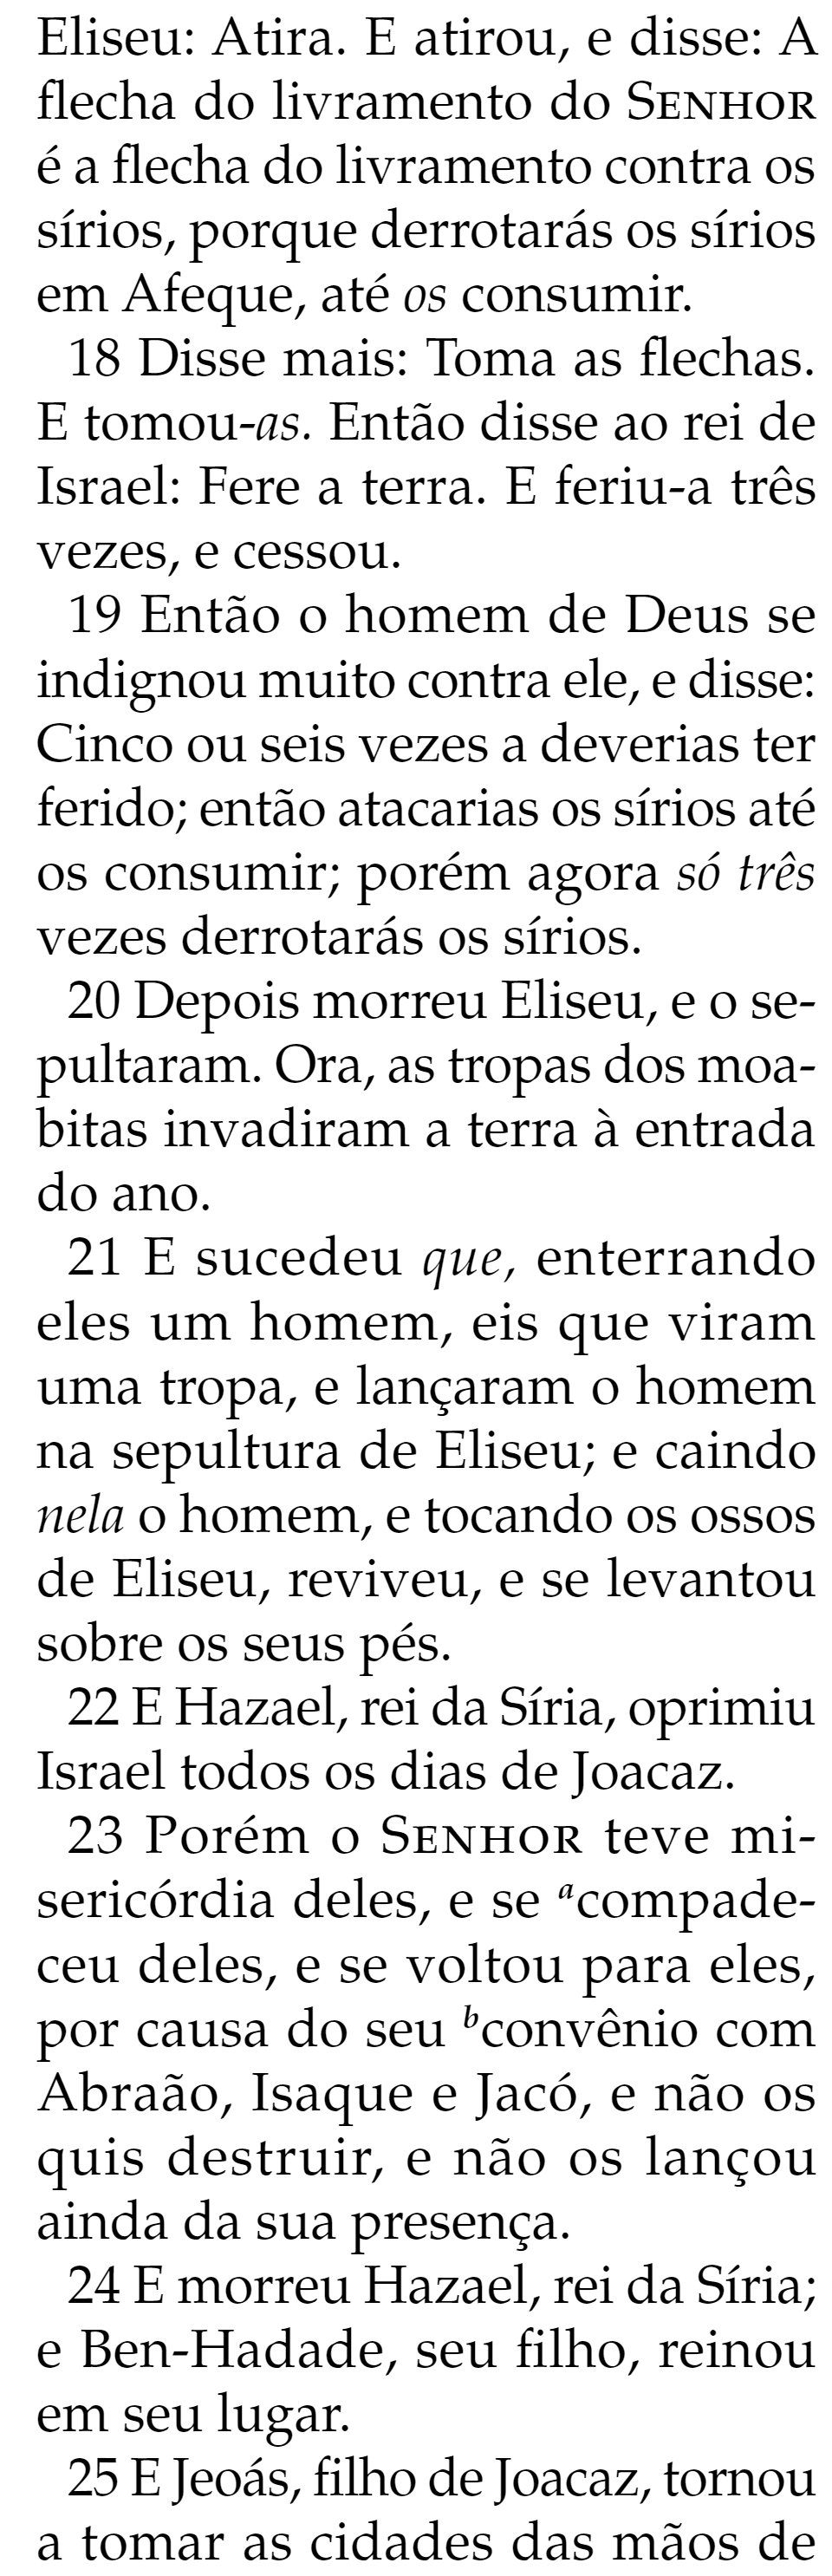 Eliseu: Atira. E atirou, e disse: A
flecha do livramento do SENHOR
é a flecha do livramento contra os
sírios, porque derrotarás os sírios
em Afeque, até os consumir.
18 Disse mais: Toma as flechas.
E tomou-as. Então disse ao rei de
Israel: Fere a terra. E feriu-a três
vezes, e cessou.
19 Então o homem de Deus se
indignou muito contra ele, e disse:
Cinco ou seis vezes a deverias ter
ferido; então atacarias os sírios até
os consumir; porém agora só três
vezes derrotarás os sírios.
20 Depois morreu Eliseu, e o se-
pultaram. Ora, as tropas dos moa-
bitas invadiram a terra à entrada
do ano.
21 E sucedeu que, enterrando
eles um homem, eis que viram
uma tropa, e lançaram o homem
na sepultura de Eliseu; e caindo
nela o homem, e tocando os ossos
de Eliseu, reviveu, e se levantou
sobre os seus pés.
22 E Hazael, rei da Síria, oprimiu
Israel todos os dias de Joacaz.
23 Porém o SENHOR teve mi-
sericórdia deles, e se acompade-
ceu deles, e se voltou para eles,
por causa do seu bconvênio com
Abraão, Isaque e Jacó, e não os
quis destruir, e não os lançou
ainda da sua presença.
24 E morreu Hazael, rei da Síria;
e Ben-Hadade, seu filho, reinou
em seu lugar.
25 E Jeoás, filho de Joacaz, tornou
a tomar as cidades das mãos de